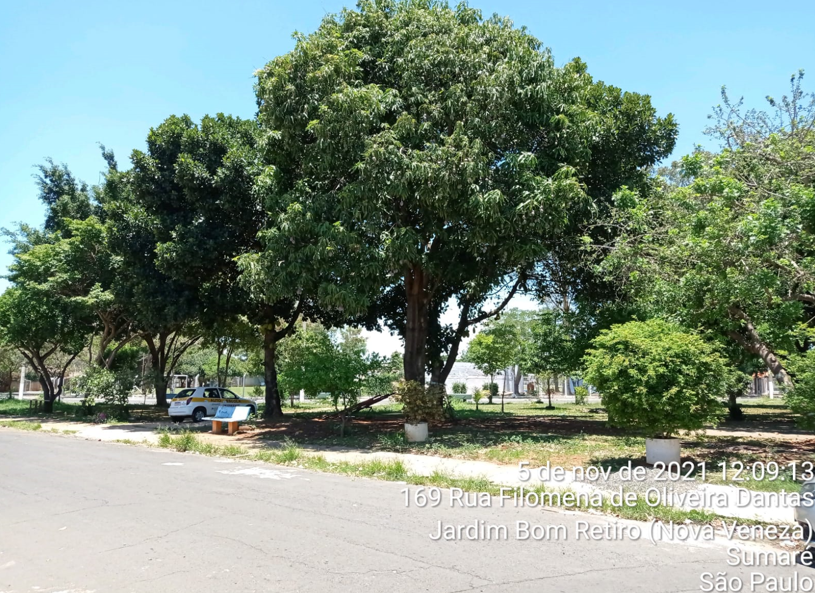 5 de nov de 2021 12:09:13
169 Rua Filomena de Oliveira Dantas
Jardim Bom Retiro (Nova Veneza)
Sumaré
São Paulo